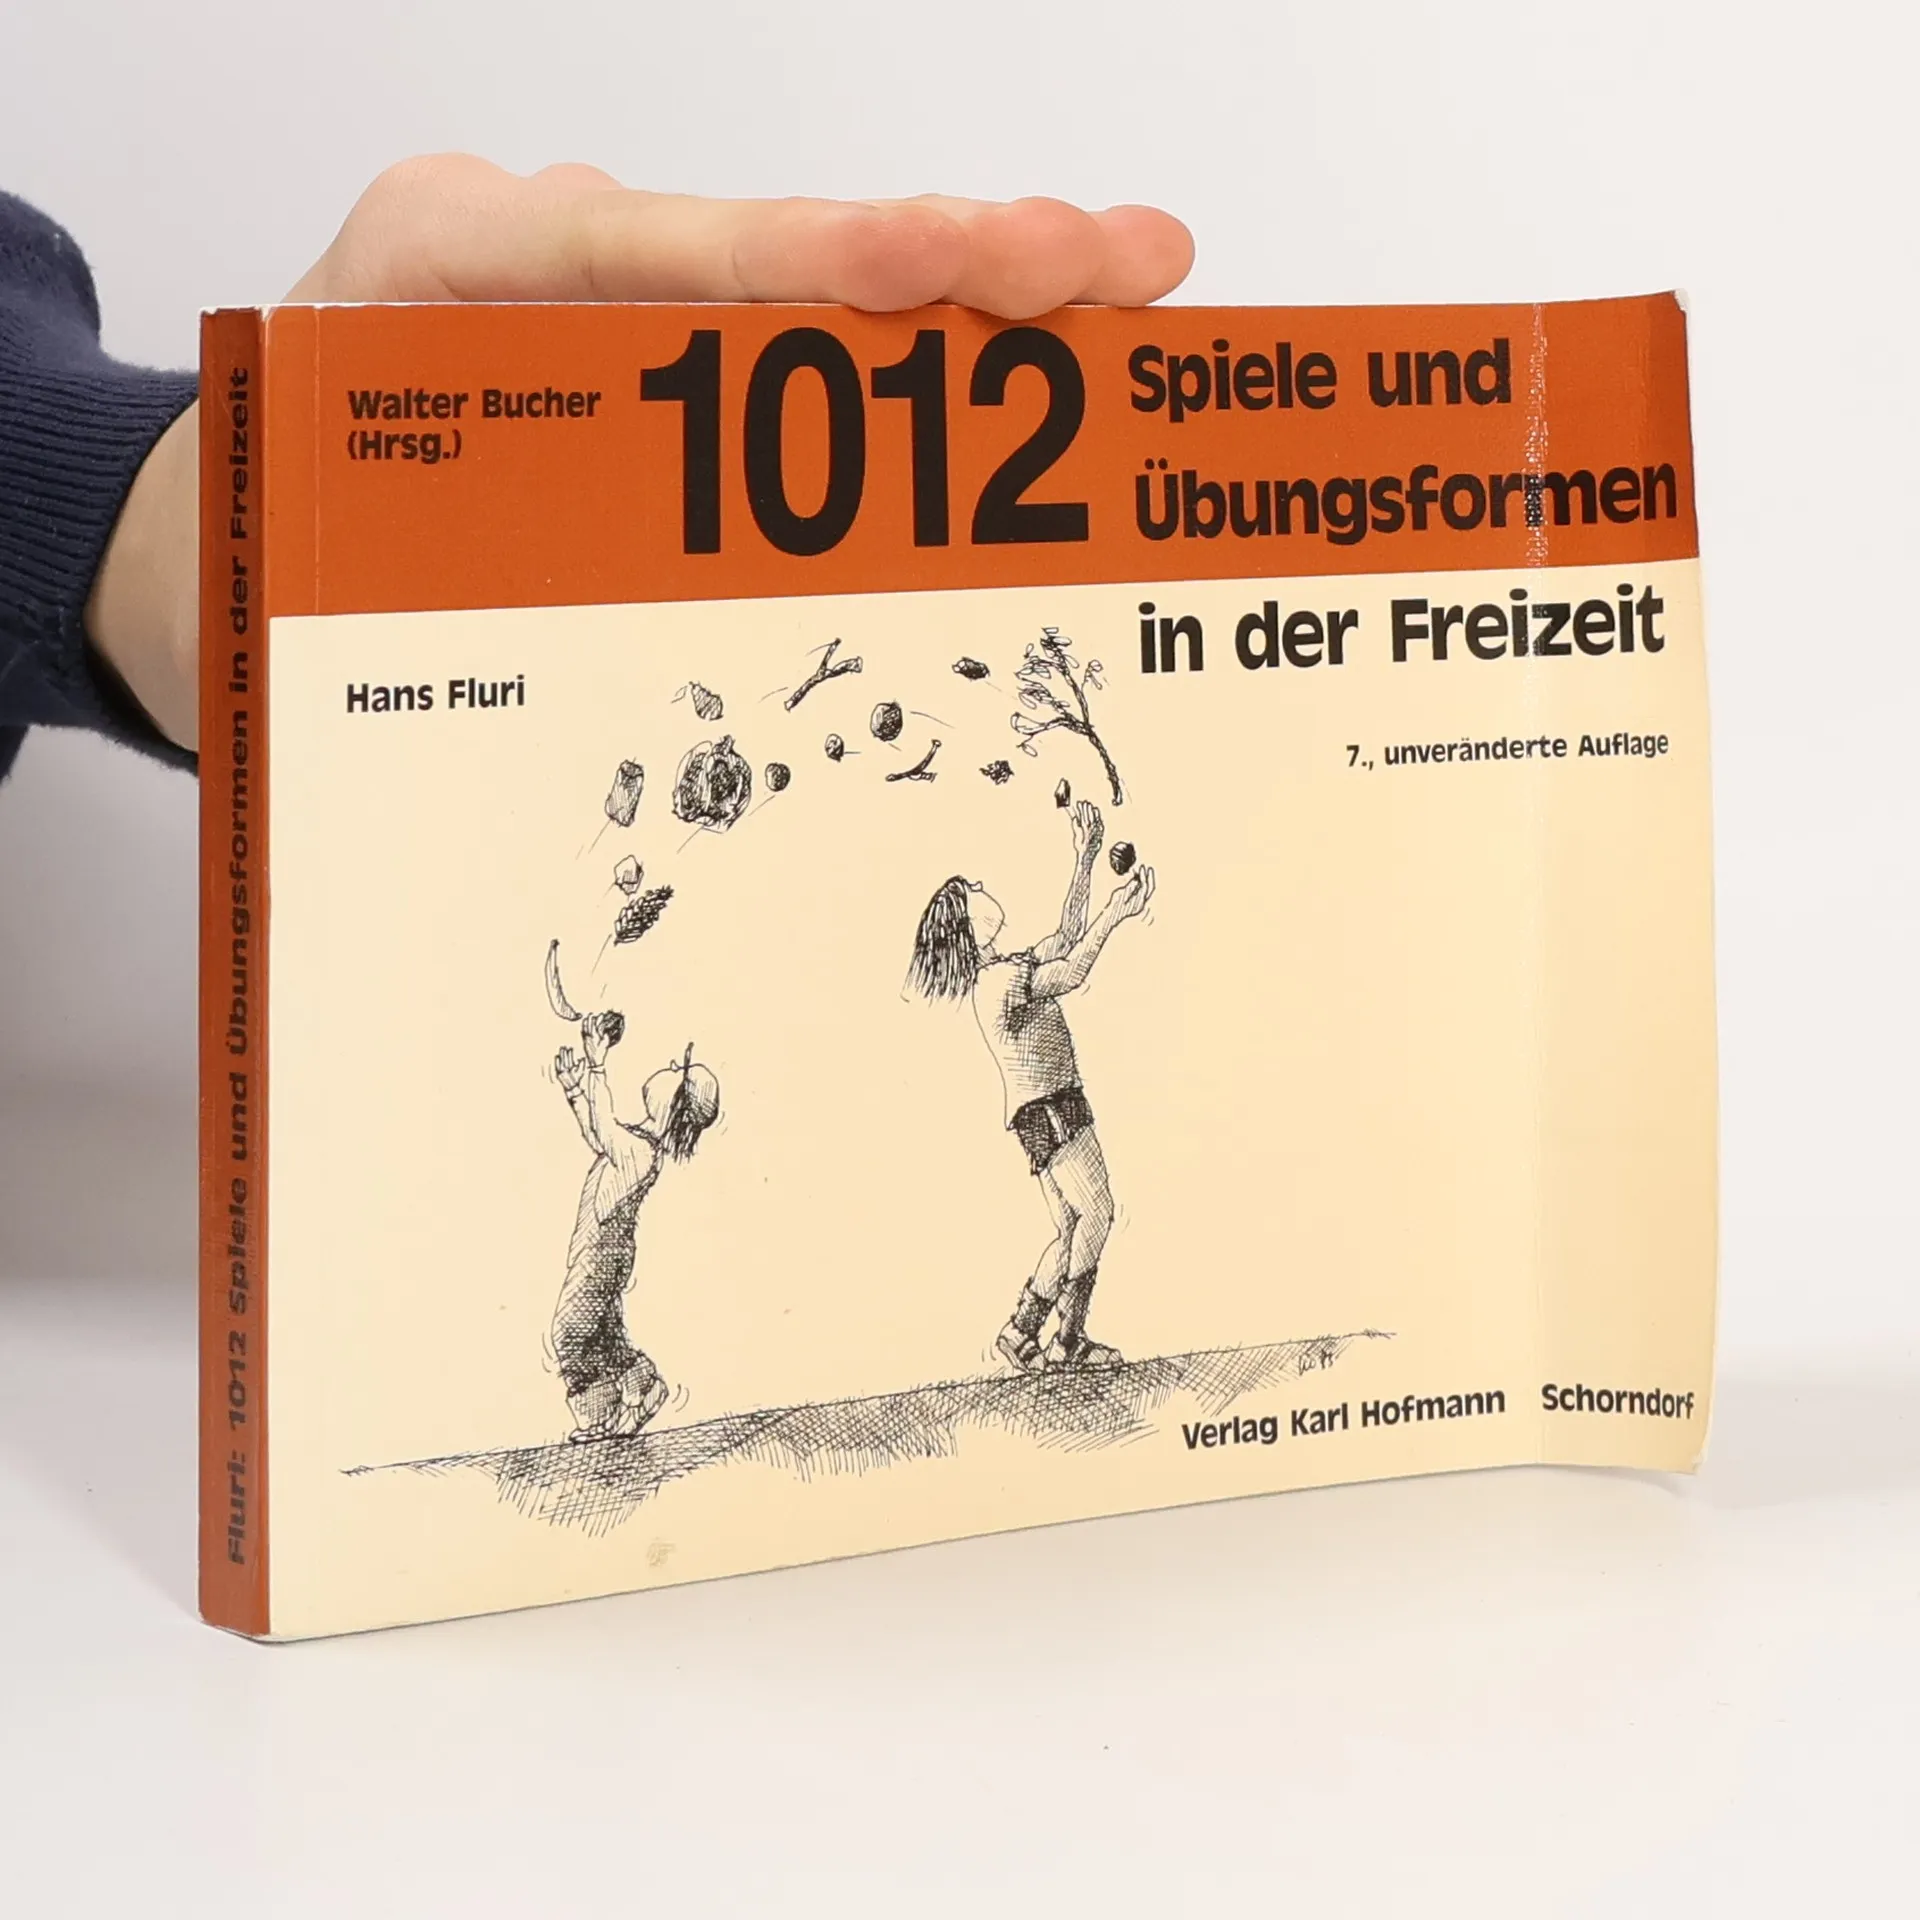 Walter Bucher
(Hrsg.)
1012
Spiele und
Übungsformen
in der Freizeit
Hans Fluri
7., unveränderte Auflage
Verlag Karl Hofmann Schorndorf
Fluri: 1012 Spiele und Übungsformen in der Freizeit